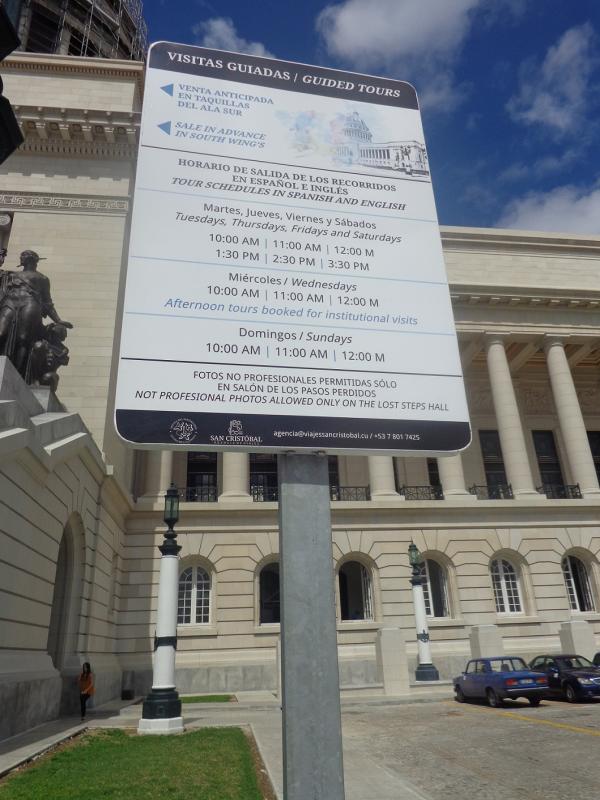 VISITAS GUIADAS / GUIDED TOURS
VENTA ANTICIPADA
EN TAQUILLAS
DEL ALA SUR
SALE IN ADVANCE
IN SOUTH WING'S
HORARIO DE SALIDA DE LOS RECORRIDOS
EN ESPAÑOL E INGLÉS
TOUR SCHEDULES IN SPANISH AND ENGLISH
Martes, Jueves, Viernes y Sábados
Tuesdays, Thursdays, Fridays and Saturdays
10:00 AM | 11:00 AM | 12:00 M
1:30 PM | 2:30 PM | 3:30 PM
Miércoles / Wednesdays
10:00 AM | 11:00 AM | 12:00 M
Afternoon tours booked for institutional visits
Domingos / Sundays
10:00 AM | 11:00 AM | 12:00 M
FOTOS NO PROFESIONALES PERMITIDAS SÓLO
EN SALÓN DE LOS PASOS PERDIDOS
NOT PROFESIONAL PHOTOS ALLOWED ONLY ON THE LOST STEPS HALL
SAN CRISTÓBAL
agencia@viajessancristobal.cu / +53 7 801 7425